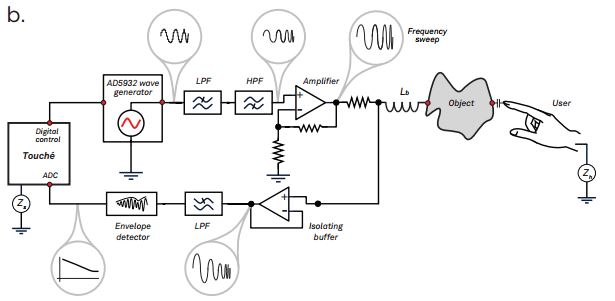 b.
Frequency
sweep
AD5932 wave
generator
LPF
HPF
Amplifier
+
−
Lb
Object
User
Digital
control
Touché
ADC
Zs
Zh
Envelope
detector
LPF
+
−
Isolating
buffer